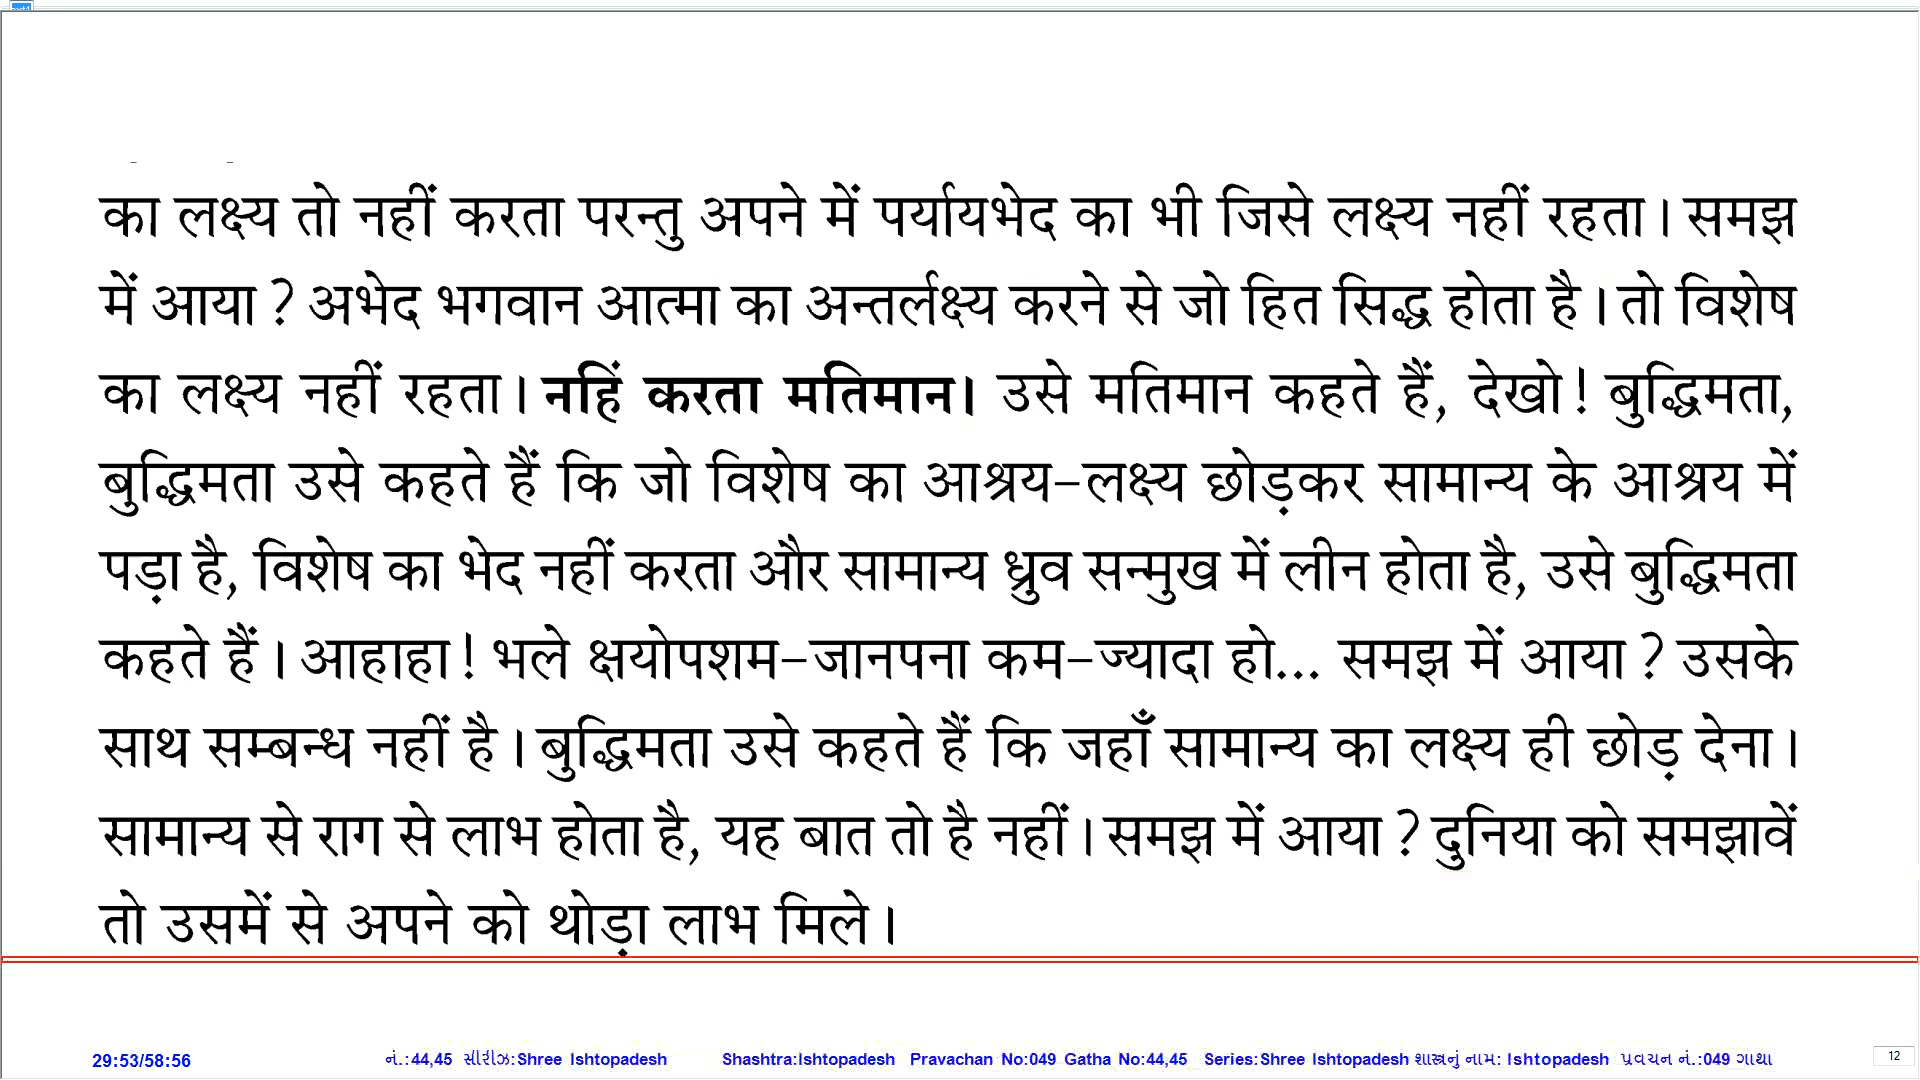 का लक्ष्य तो नहीं करता परन्तु अपने में पर्यायभेद का भी जिसे लक्ष्य नहीं रहता। समझ
में आया ? अभेद भगवान आत्मा का अन्तर्लक्ष्य करने से जो हित सिद्ध होता है। तो विशेष
का लक्ष्य नहीं रहता। नहिं करता मतिमान। उसे मतिमान कहते हैं, देखो! बुद्धिमता,
बुद्धिमता उसे कहते हैं कि जो विशेष का आश्रय-लक्ष्य छोड़कर सामान्य के आश्रय में
पड़ा है, विशेष का भेद नहीं करता और सामान्य ध्रुव सन्मुख में लीन होता है, उसे बुद्धिमता
कहते हैं। आहाहा! भले क्षयोपशम-जानपना कम-ज्यादा हो... समझ में आया ? उसके
साथ सम्बन्ध नहीं है। बुद्धिमता उसे कहते हैं कि जहाँ सामान्य का लक्ष्य ही छोड़ देना।
सामान्य से राग से लाभ होता है, यह बात तो है नहीं। समझ में आया ? दुनिया को समझावें
तो उसमें से अपने को थोड़ा लाभ मिले।
29:53/58:56 નં.:44,45 સીરીઝ:Shree Ishtopadesh Shashtra:Ishtopadesh Pravachan No:049 Gatha No:44,45 Series:Shree Ishtopadesh શાસ્ત્રનું નામ: Ishtopadesh પ્રવચન નં.:049 ગાથા 12